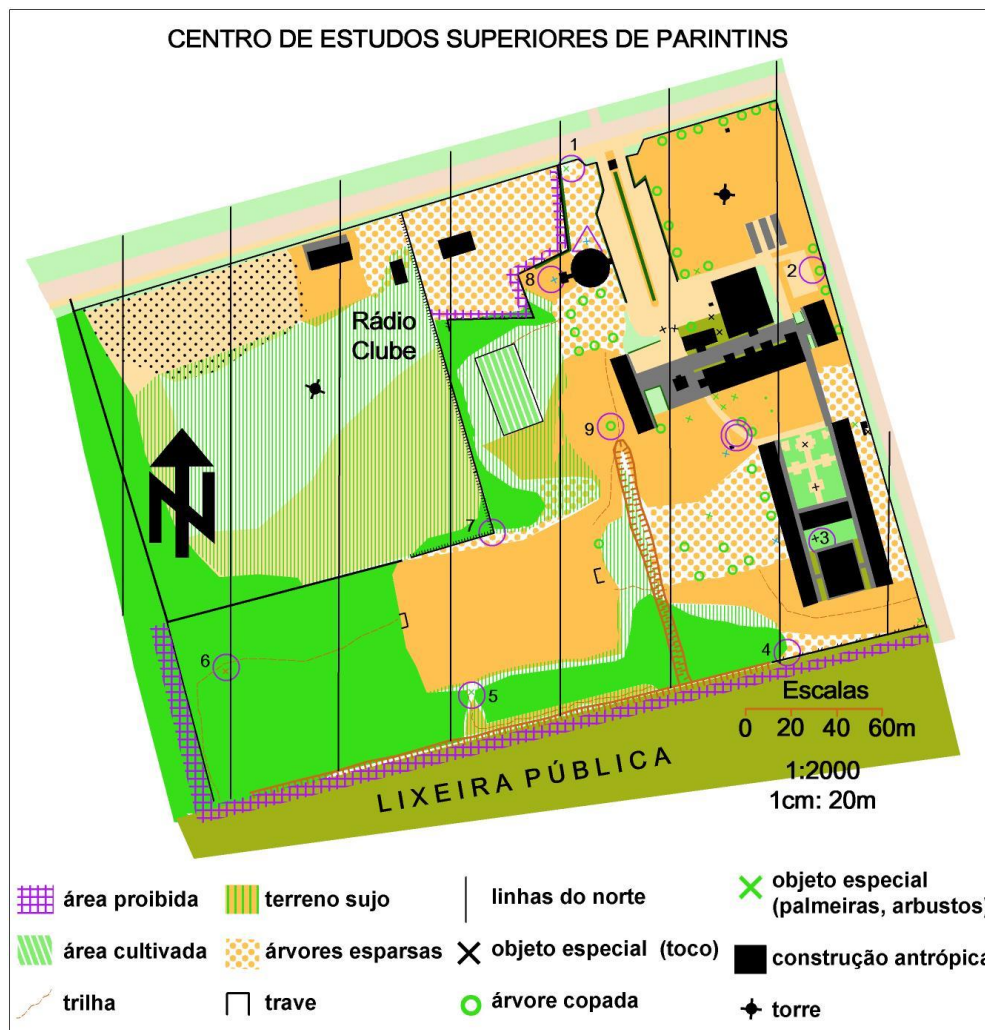 CENTRO DE ESTUDOS SUPERIORES DE PARINTINS
1
2
8
Rádio
Clube
9
7
3
6
4
5
N
Escalas
0 20 40 60m
1:2000
1cm: 20m
LIXEIRA PÚBLICA
área proibida
terreno sujo
linhas do norte
objeto especial
(palmeiras, arbustos)
área cultivada
árvores esparsas
objeto especial (toco)
construção antrópica
trilha
trave
árvore copada
torre